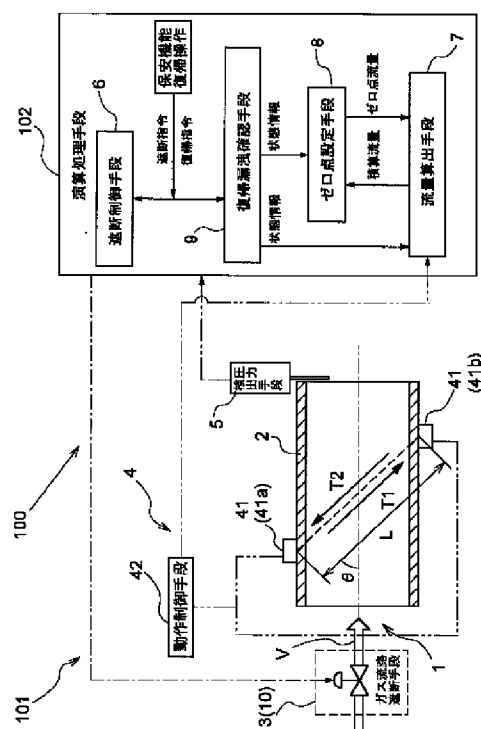 102
演算処理手段
6
遮断制御手段
保安機能
復帰操作
遮断指令
復帰指令
9
復帰漏洩確認手段
状態情報
状態情報
8
ゼロ点設定手段
積算流量
ゼロ点流量
7
流量算出手段
100
101
4
42
動作制御手段
5
圧力
検出
手段
2
41
(41a)
41
(41b)
T2
T1
L
θ
V
1
3(10)
ガス流路
遮断手段